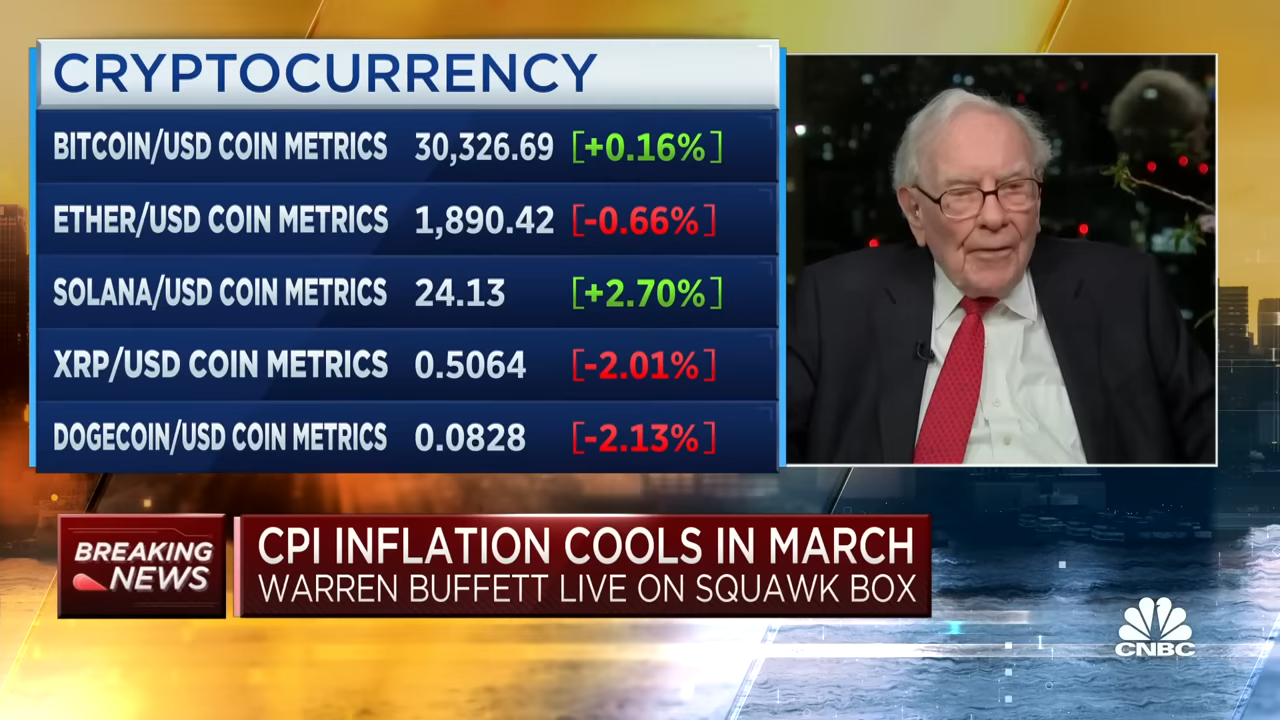 CRYPTOCURRENCY
BITCOIN/USD COIN METRICS 30,326.69 [+0.16%]
ETHER/USD COIN METRICS 1,890.42 [-0.66%]
SOLANA/USD COIN METRICS 24.13 [+2.70%]
XRP/USD COIN METRICS 0.5064 [-2.01%]
DOGECOIN/USD COIN METRICS 0.0828 [-2.13%]
BREAKING
NEWS
CPI INFLATION COOLS IN MARCH
WARREN BUFFETT LIVE ON SQUAWK BOX
CNBC